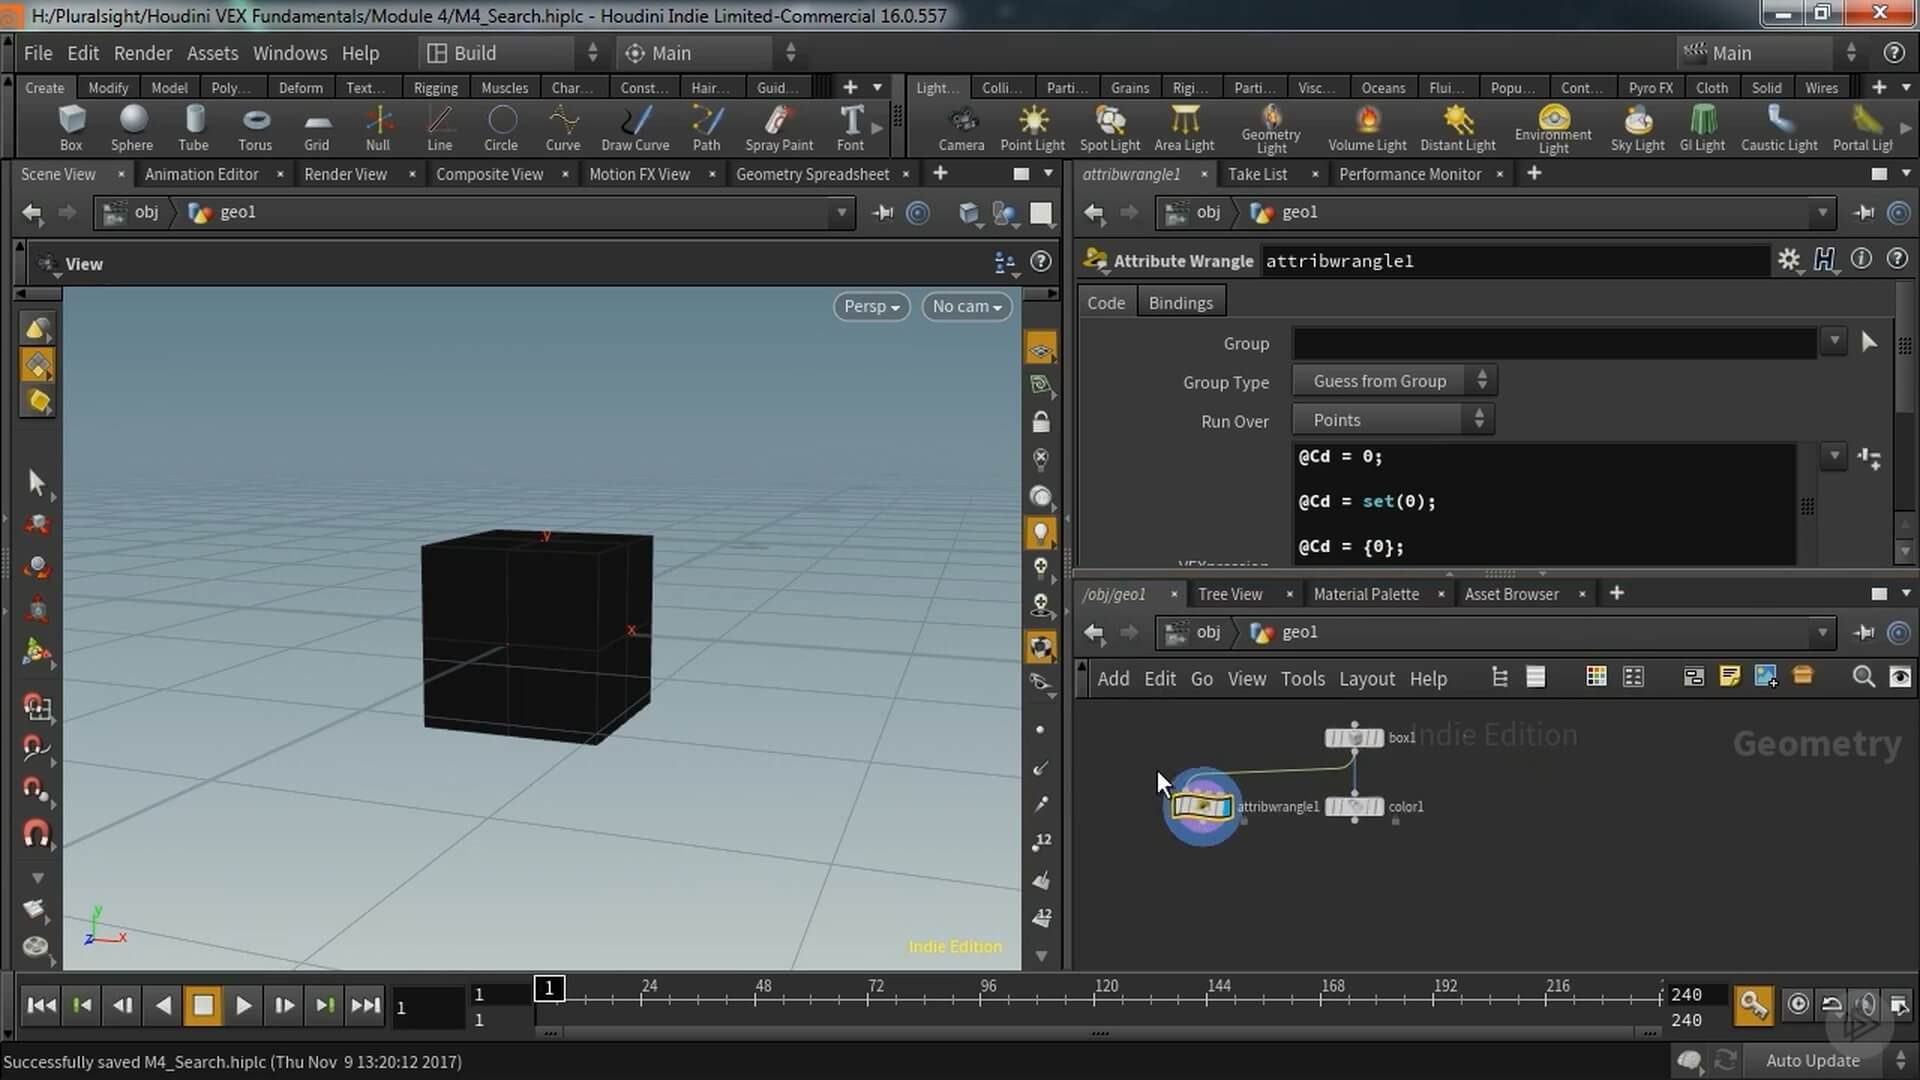 H:/Pluralsight/Houdini VEX Fundamentals/Module 4/M4_Search.hiplc - Houdini Indie Limited-Commercial 16.0.557
File Edit Render Assets Windows Help Build Main Main
Create Modify Model Poly... Deform Text... Rigging Muscles Char... Const... Hair... Guid... Light... Colli... Parti... Grains Rigi... Parti... Visc... Oceans Flui... Popu... Cont... Pyro FX Cloth Solid Wires
Box Sphere Tube Torus Grid Null Line Circle Curve Draw Curve Path Spray Paint Font Camera Point Light Spot Light Area Light Geometry Light Volume Light Distant Light Environment Light Sky Light GI Light Caustic Light Portal Ligh
Scene View Animation Editor Render View Composite View Motion FX View Geometry Spreadsheet
obj geo1
View
Persp No cam
y
x
y
z x
Indie Edition
attribwrangle1 Take List Performance Monitor
obj geo1
Attribute Wrangle attribwrangle1
Code Bindings
Group
Group Type Guess from Group
Run Over Points
@Cd = 0;
@Cd = set(0);
@Cd = {0};
VEXpression
/obj/geo1 Tree View Material Palette Asset Browser
obj geo1
Add Edit Go View Tools Layout Help
box1 Indie Edition Geometry
attribwrangle1 color1
12
12
1 1 1 1 24 48 72 96 120 144 168 192 216 2 240 240
Successfully saved M4_Search.hiplc (Thu Nov 9 13:20:12 2017) Auto Update